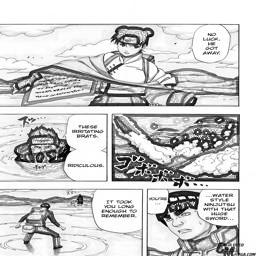 NO
LUCK.
HE
GOT
AWAY.
THESE
IRRITATING
BRATS.
RIDICULOUS.
IT TOOK
YOU LONG
ENOUGH TO
REMEMBER.
YOU'RE
...WATER
STYLE
NINJUTSU
WITH THAT
HUGE
SWORD...